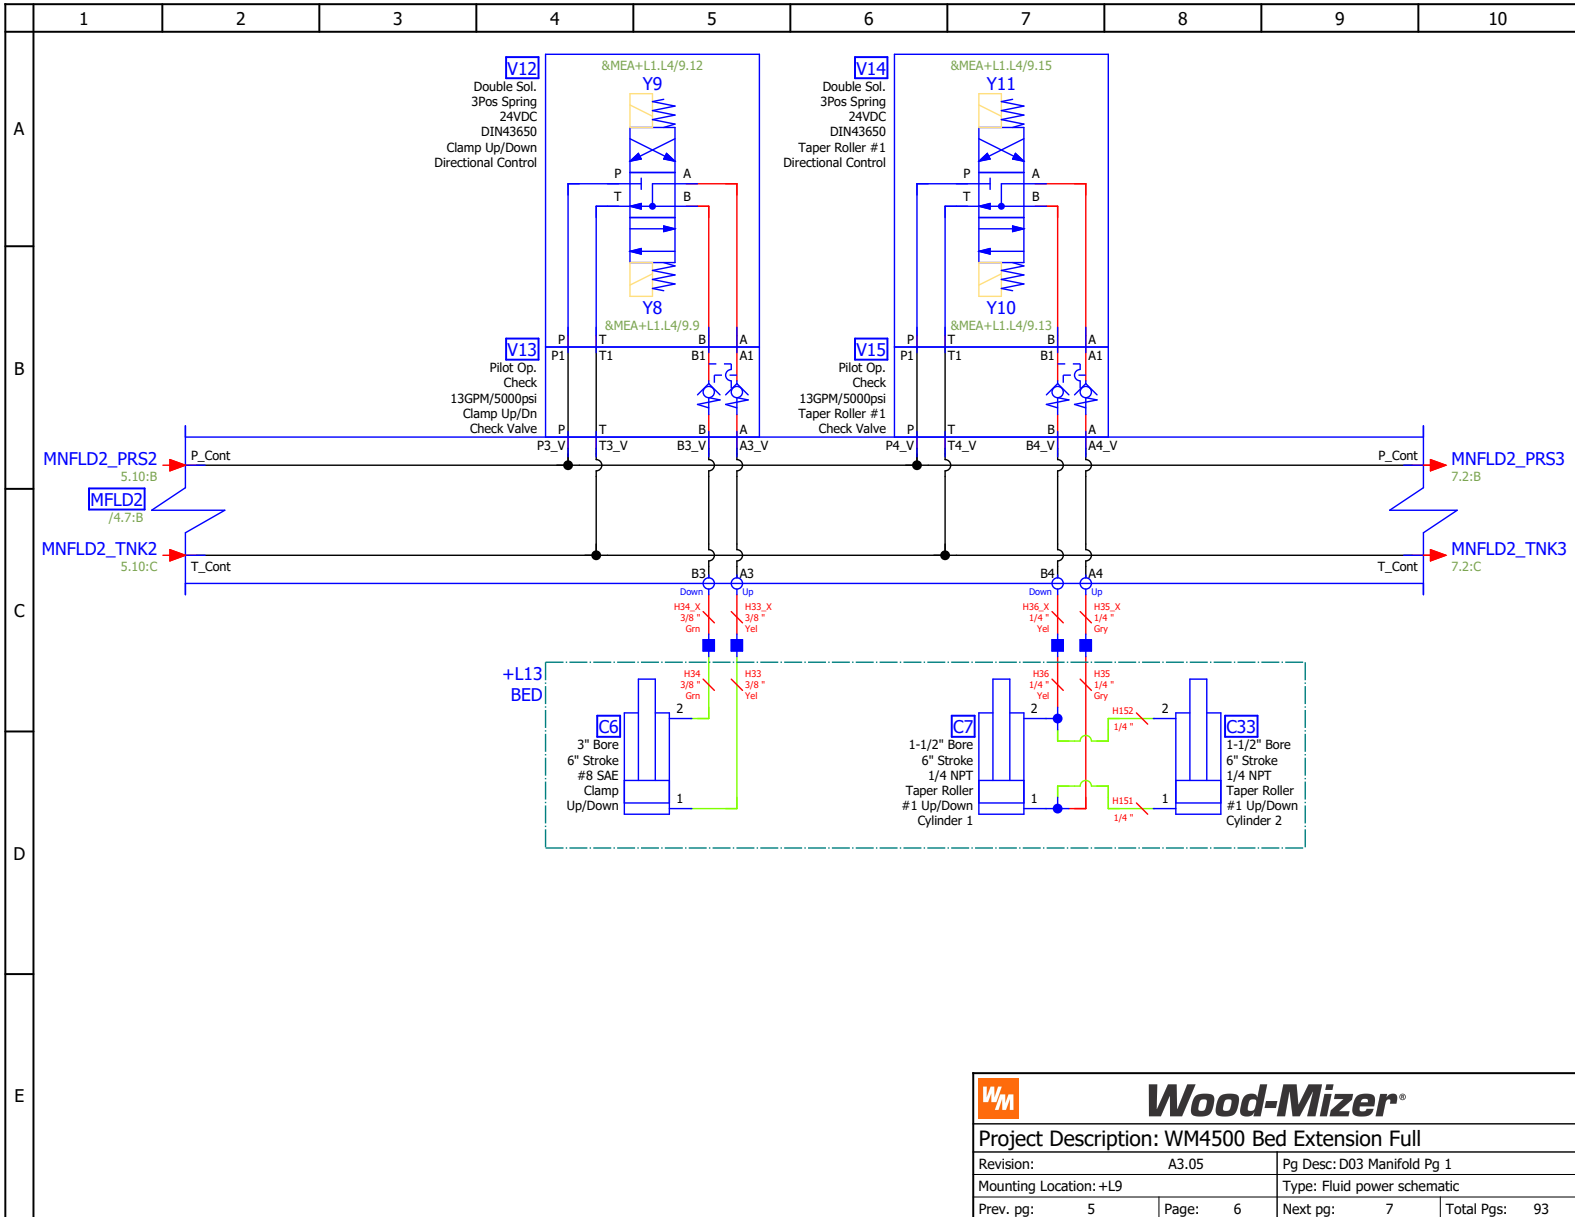 1 2 3 4 5 6 7 8 9 10
A
B
C
D
E
V12
Double Sol.
3Pos Spring
24VDC
DIN43650
Clamp Up/Down
Directional Control
&MEA+L1.L4/9.12
Y9
P A
T B
Y8
&MEA+L1.L4/9.9
P T B A
V13
P1 T1 B1 A1
Pilot Op.
Check
13GPM/5000psi
Clamp Up/Dn
Check Valve
P T B A
P3_V T3_V B3_V A3_V
V14
Double Sol.
3Pos Spring
24VDC
DIN43650
Taper Roller #1
Directional Control
&MEA+L1.L4/9.15
Y11
P A
T B
Y10
&MEA+L1.L4/9.13
P T B A
V15
P1 T1 B1 A1
Pilot Op.
Check
13GPM/5000psi
Taper Roller #1
Check Valve
P T B A
P4_V T4_V B4_V A4_V
MNFLD2_PRS2
5.10:B
P_Cont
P_Cont
MNFLD2_PRS3
7.2:B
MFLD2
/4.7:B
MNFLD2_TNK2
5.10:C
T_Cont
T_Cont
MNFLD2_TNK3
7.2:C
B3 A3
Down Up
H34_X
3/8 "
Grn
H33_X
3/8 "
Yel
B4 A4
Down Up
H36_X
1/4 "
Yel
H35_X
1/4 "
Gry
+L13
BED
H34
3/8 "
Grn
H33
3/8 "
Yel
H36
1/4 "
Yel
H35
1/4 "
Gry
C6
3" Bore
6" Stroke
#8 SAE
Clamp
Up/Down
2
1
C7
1-1/2" Bore
6" Stroke
1/4 NPT
Taper Roller
#1 Up/Down
Cylinder 1
2
1
H152
1/4 "
H151
1/4 "
2
1
C33
1-1/2" Bore
6" Stroke
1/4 NPT
Taper Roller
#1 Up/Down
Cylinder 2
WM
Wood-Mizer®
Project Description: WM4500 Bed Extension Full
Revision: A3.05
Pg Desc: D03 Manifold Pg 1
Mounting Location: +L9
Type: Fluid power schematic
Prev. pg: 5 Page: 6 Next pg: 7 Total Pgs: 93